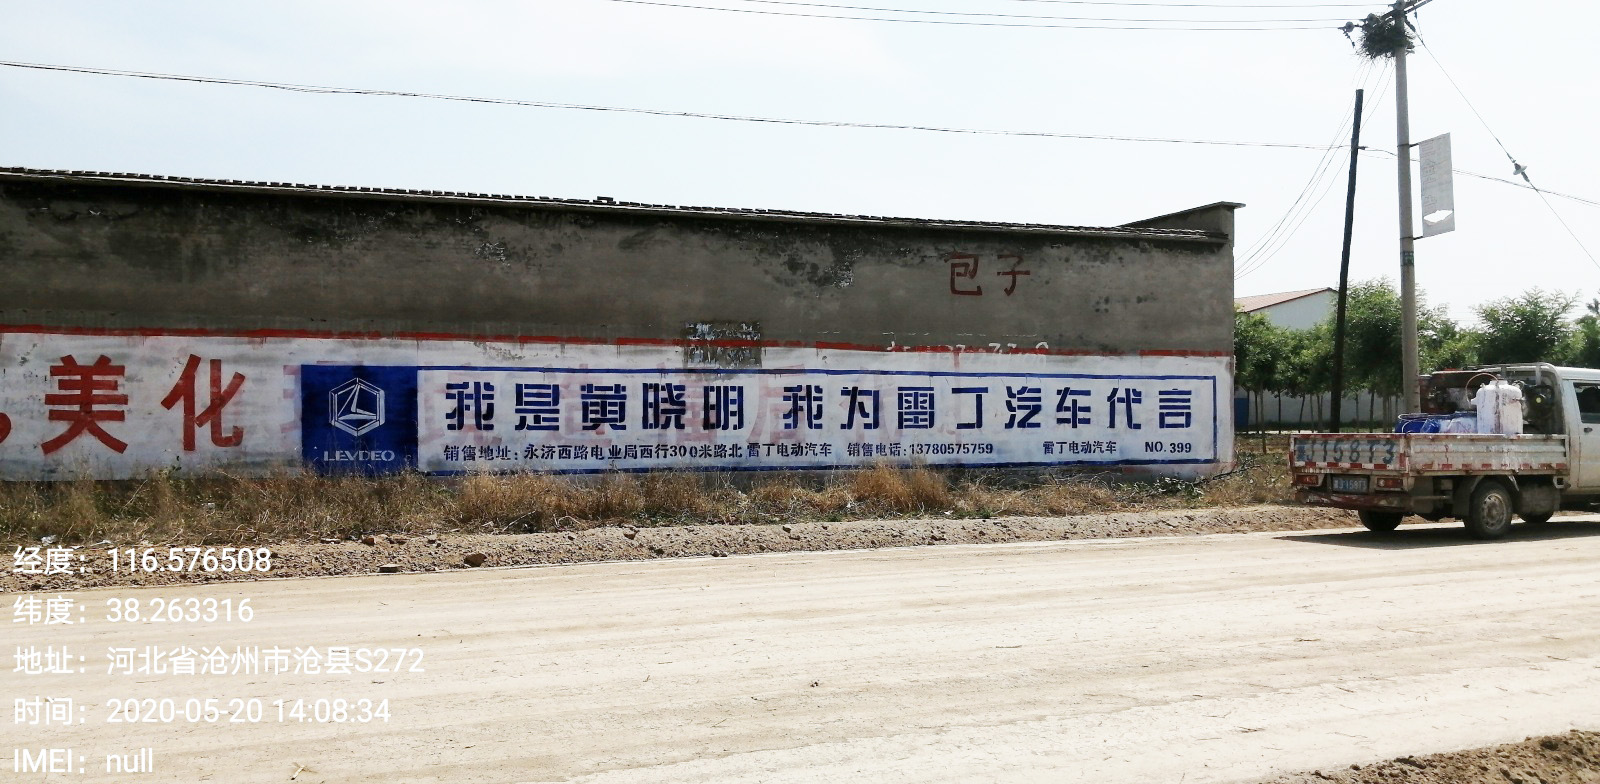 包子
美化
LEVDEO
我是黄晓明 我为雷丁汽车代言
销售地址:永济西路电业局西行300米路北 雷丁电动汽车 销售电话:13780575759 雷丁电动汽车 NO.399
经度：116.576508
纬度：38.263316
地址：河北省沧州市沧县S272
时间：2020-05-20 14:08:34
IMEI：null